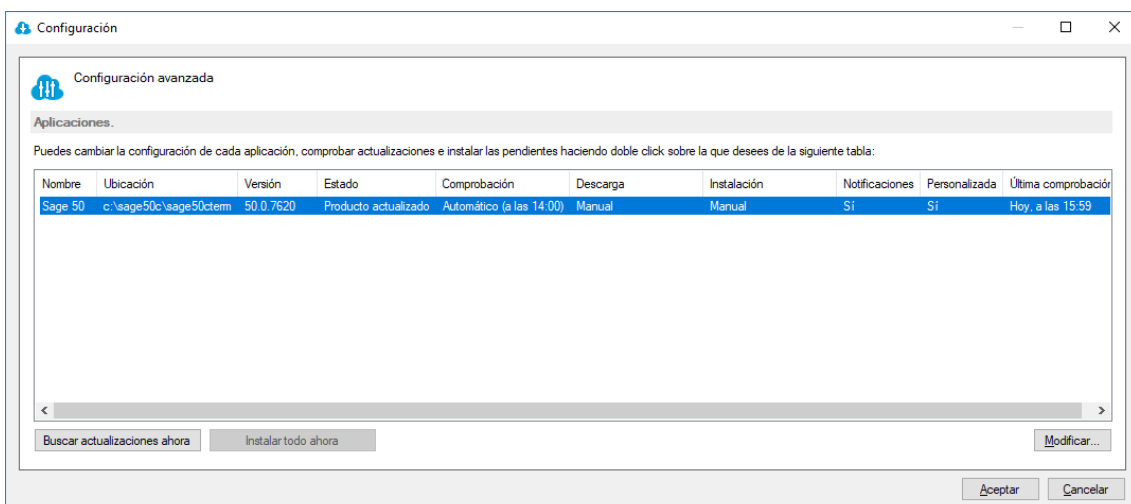 Configuración
Configuración avanzada
Aplicaciones.
Puedes cambiar la configuración de cada aplicación, comprobar actualizaciones e instalar las pendientes haciendo doble click sobre la que desees de la siguiente tabla:
Nombre Ubicación Versión Estado Comprobación Descarga Instalación Notificaciones Personalizada Última comprobación
Sage 50 c:\sage50c\sage50cterm 50.0.7620 Producto actualizado Automático (a las 14:00) Manual Manual Sí Sí Hoy, a las 15:59
Buscar actualizaciones ahora Instalar todo ahora Modificar...
Aceptar Cancelar